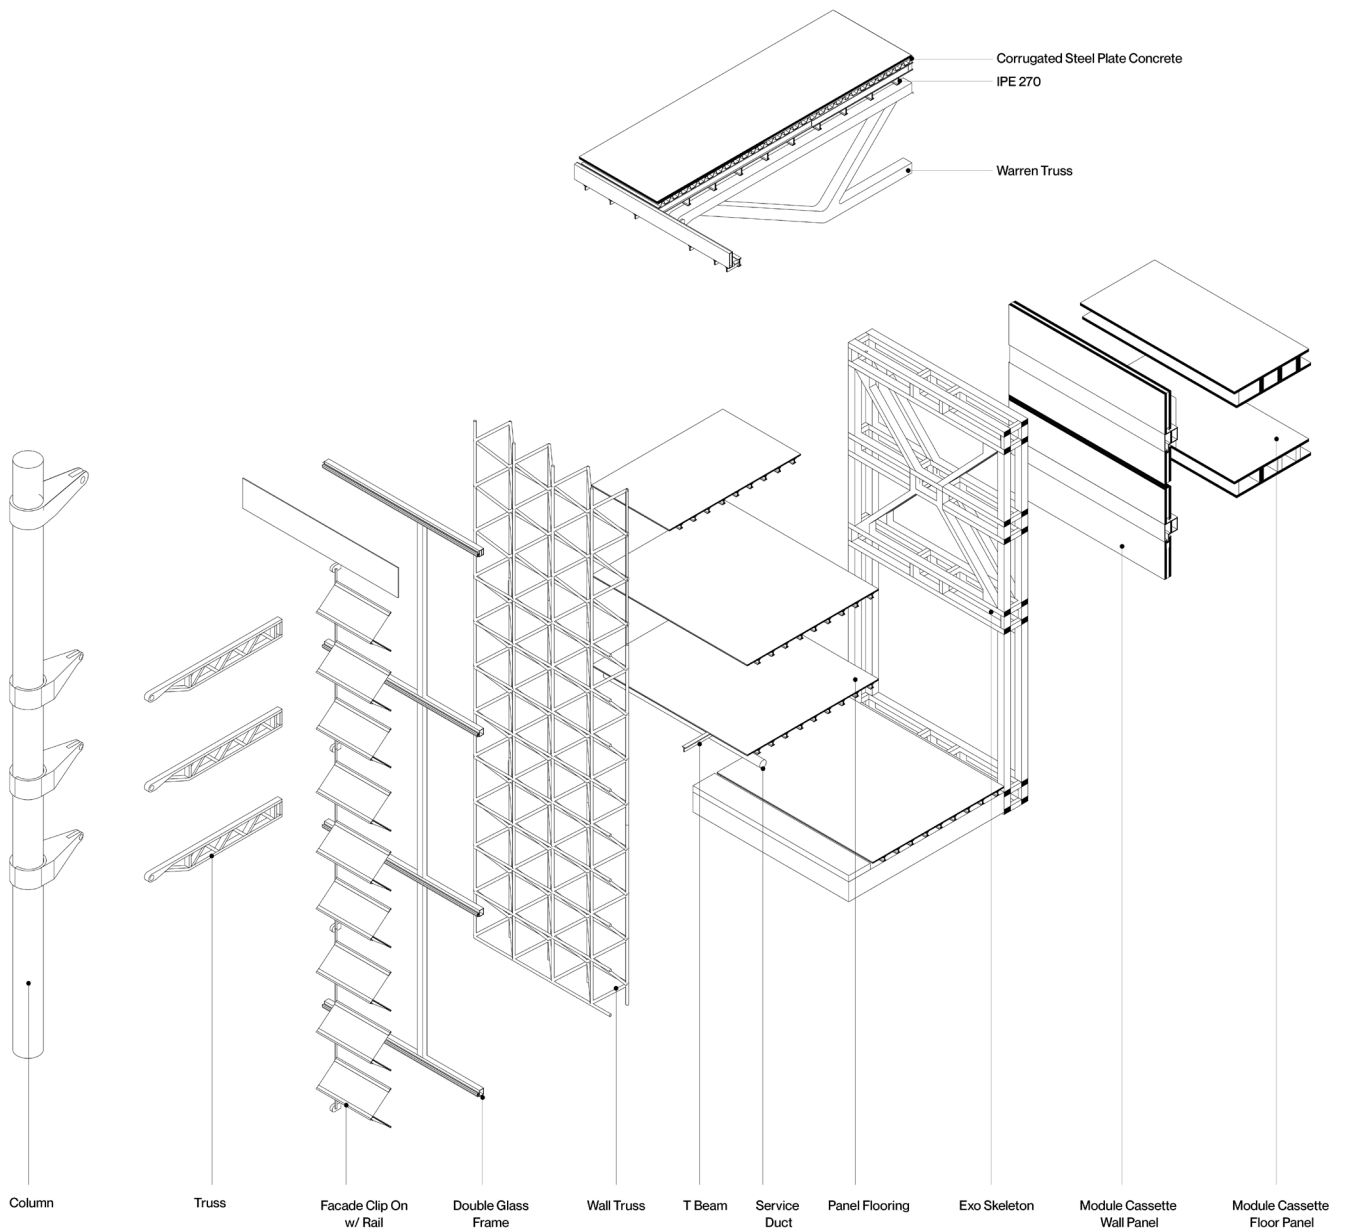 Corrugated Steel Plate Concrete
IPE 270
Warren Truss
Column
Truss
Facade Clip On
w/ Rail
Double Glass
Frame
Wall Truss
T Beam
Service
Duct
Panel Flooring
Exo Skeleton
Module Cassette
Wall Panel
Module Cassette
Floor Panel